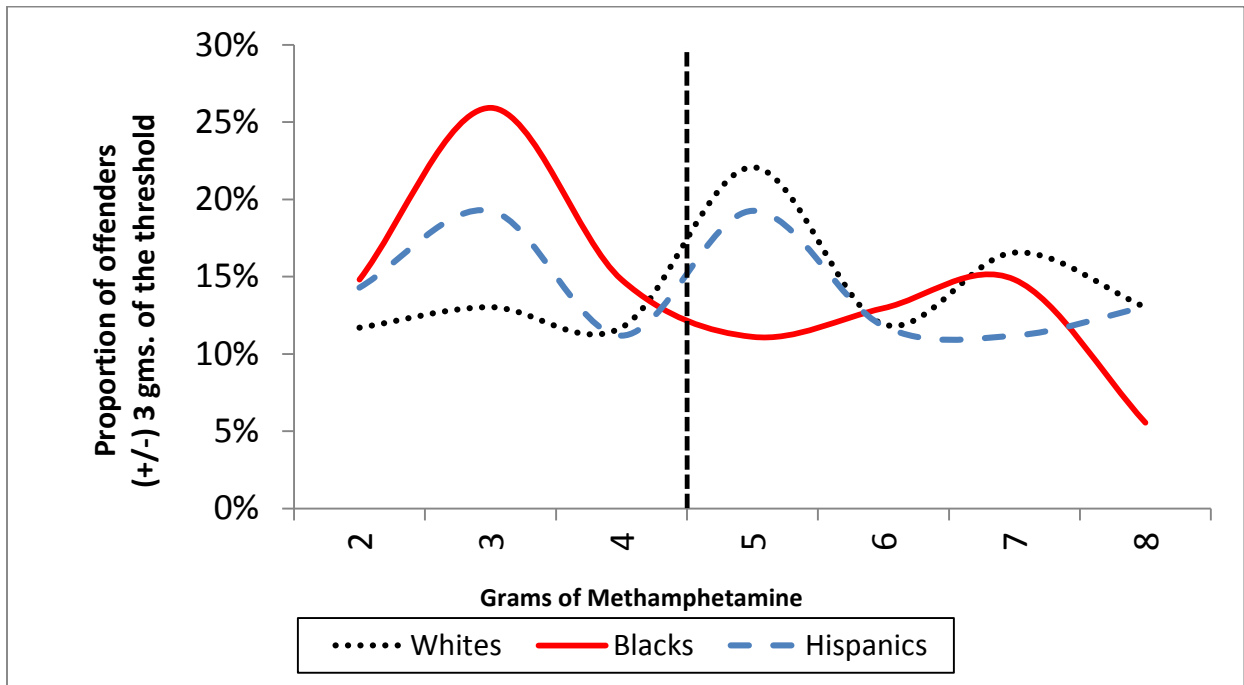 Proportion of offenders
(+/-) 3 gms. of the threshold
30%
25%
20%
15%
10%
5%
0%
2 3 4 5 6 7 8
Grams of Methamphetamine
Whites Blacks Hispanics